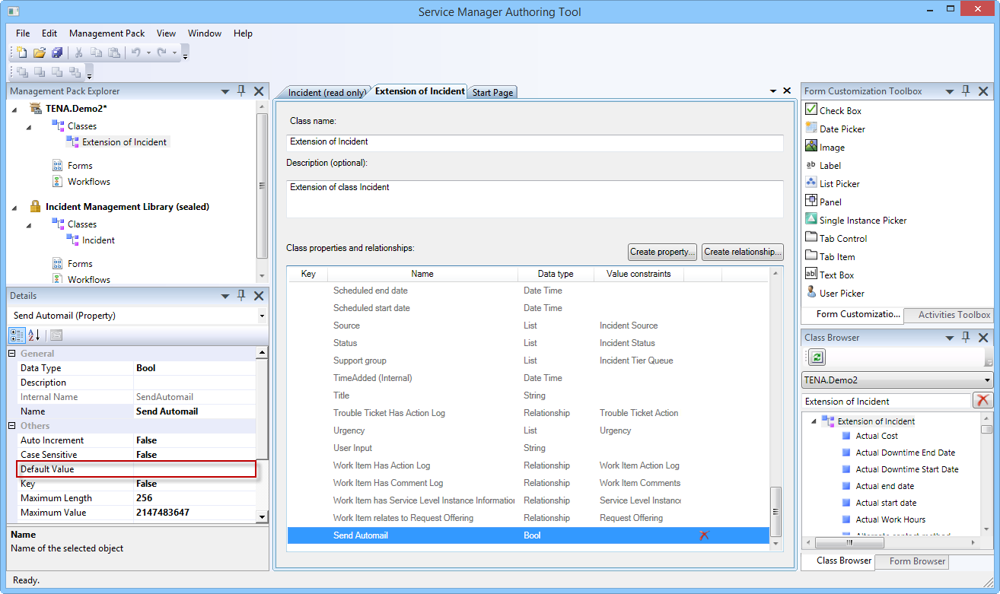 Service Manager Authoring Tool
File Edit Management Pack View Window Help
Management Pack Explorer
TENA.Demo2*
Classes
Extension of Incident
Forms
Workflows
Incident Management Library (sealed)
Classes
Incident
Forms
Workflows
Details
Send Automail (Property)
General
Data Type Bool
Description
Internal Name SendAutomail
Name Send Automail
Others
Auto Increment False
Case Sensitive False
Default Value
Key False
Maximum Length 256
Maximum Value 2147483647
Name
Name of the selected object
Incident (read only) Extension of Incident Start Page
Class name:
Extension of Incident
Description (optional):
Extension of class Incident
Class properties and relationships:
Create property... Create relationship...
Key Name Data type Value constraints
Scheduled end date Date Time
Scheduled start date Date Time
Source List Incident Source
Status List Incident Status
Support group List Incident Tier Queue
TimeAdded (Internal) Date Time
Title String
Trouble Ticket Has Action Log Relationship Trouble Ticket Action
Urgency List Urgency
User Input String
Work Item Has Action Log Relationship Work Item Action Log
Work Item Has Comment Log Relationship Work Item Comments
Work Item has Service Level Instance Information Relationship Service Level Instance
Work Item relates to Request Offering Relationship Request Offering
Send Automail Bool
Form Customization Toolbox
Check Box
Date Picker
Image
ab Label
List Picker
Panel
Single Instance Picker
Tab Control
Tab Item
ab Text Box
User Picker
Form Customizatio... Activities Toolbox
Class Browser
TENA.Demo2
Extension of Incident
Extension of Incident
Actual Cost
Actual Downtime End Date
Actual Downtime Start Date
Actual end date
Actual start date
Actual Work Hours
Alternate contact method
Class Browser Form Browser
Ready.